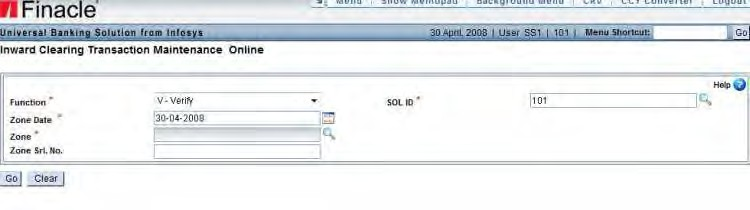 Finacle
Menu | Show Memopad | Background Menu | CRV | CCY Converter | Logout
Universal Banking Solution from Infosys 30 April, 2008 | User SS1 | 101 | Menu Shortcut: Go
Inward Clearing Transaction Maintenance Online
Help ?
Function * V - Verify SOL ID * 101
Zone Date * 30-04-2008
Zone *
Zone Srl. No.
Go Clear